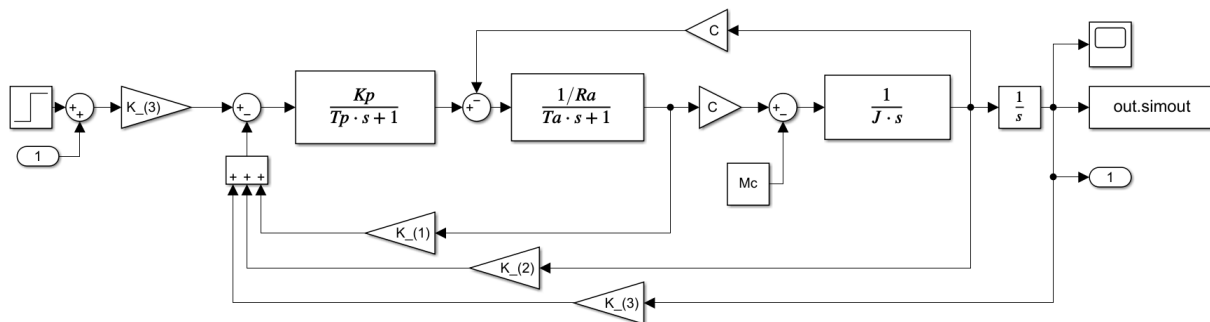 C
K_(3)
Kp
Tp · s + 1
1/Ra
Ta · s + 1
C
1
J · s
1
s
out.simout
1
Mc
1
K_(1)
K_(2)
K_(3)